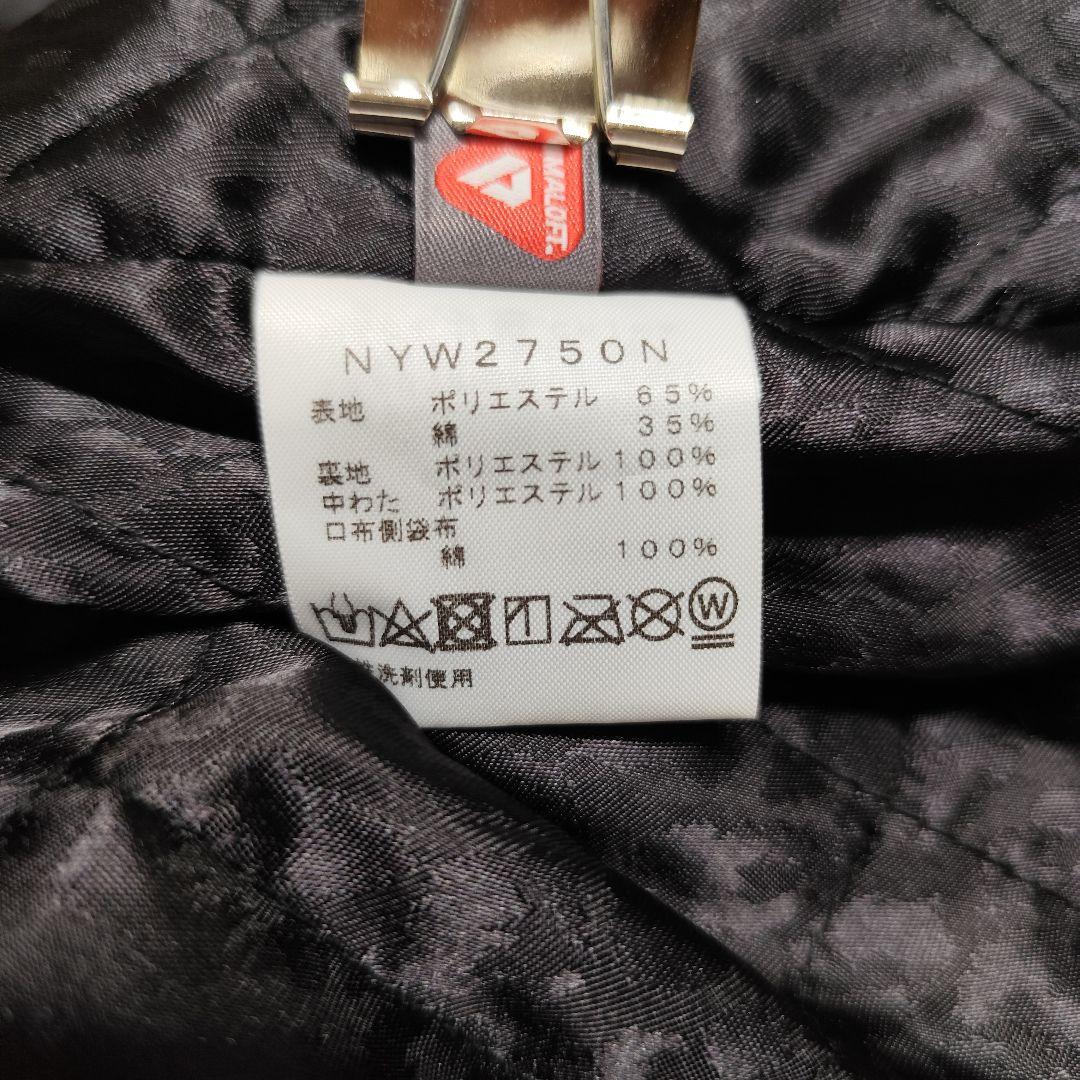 MALOFT™
NYW2750N
表地 ポリエステル 65%
綿 35%
裏地 ポリエステル 100%
中わた ポリエステル 100%
口布側袋布
綿 100%
W
洗剤使用